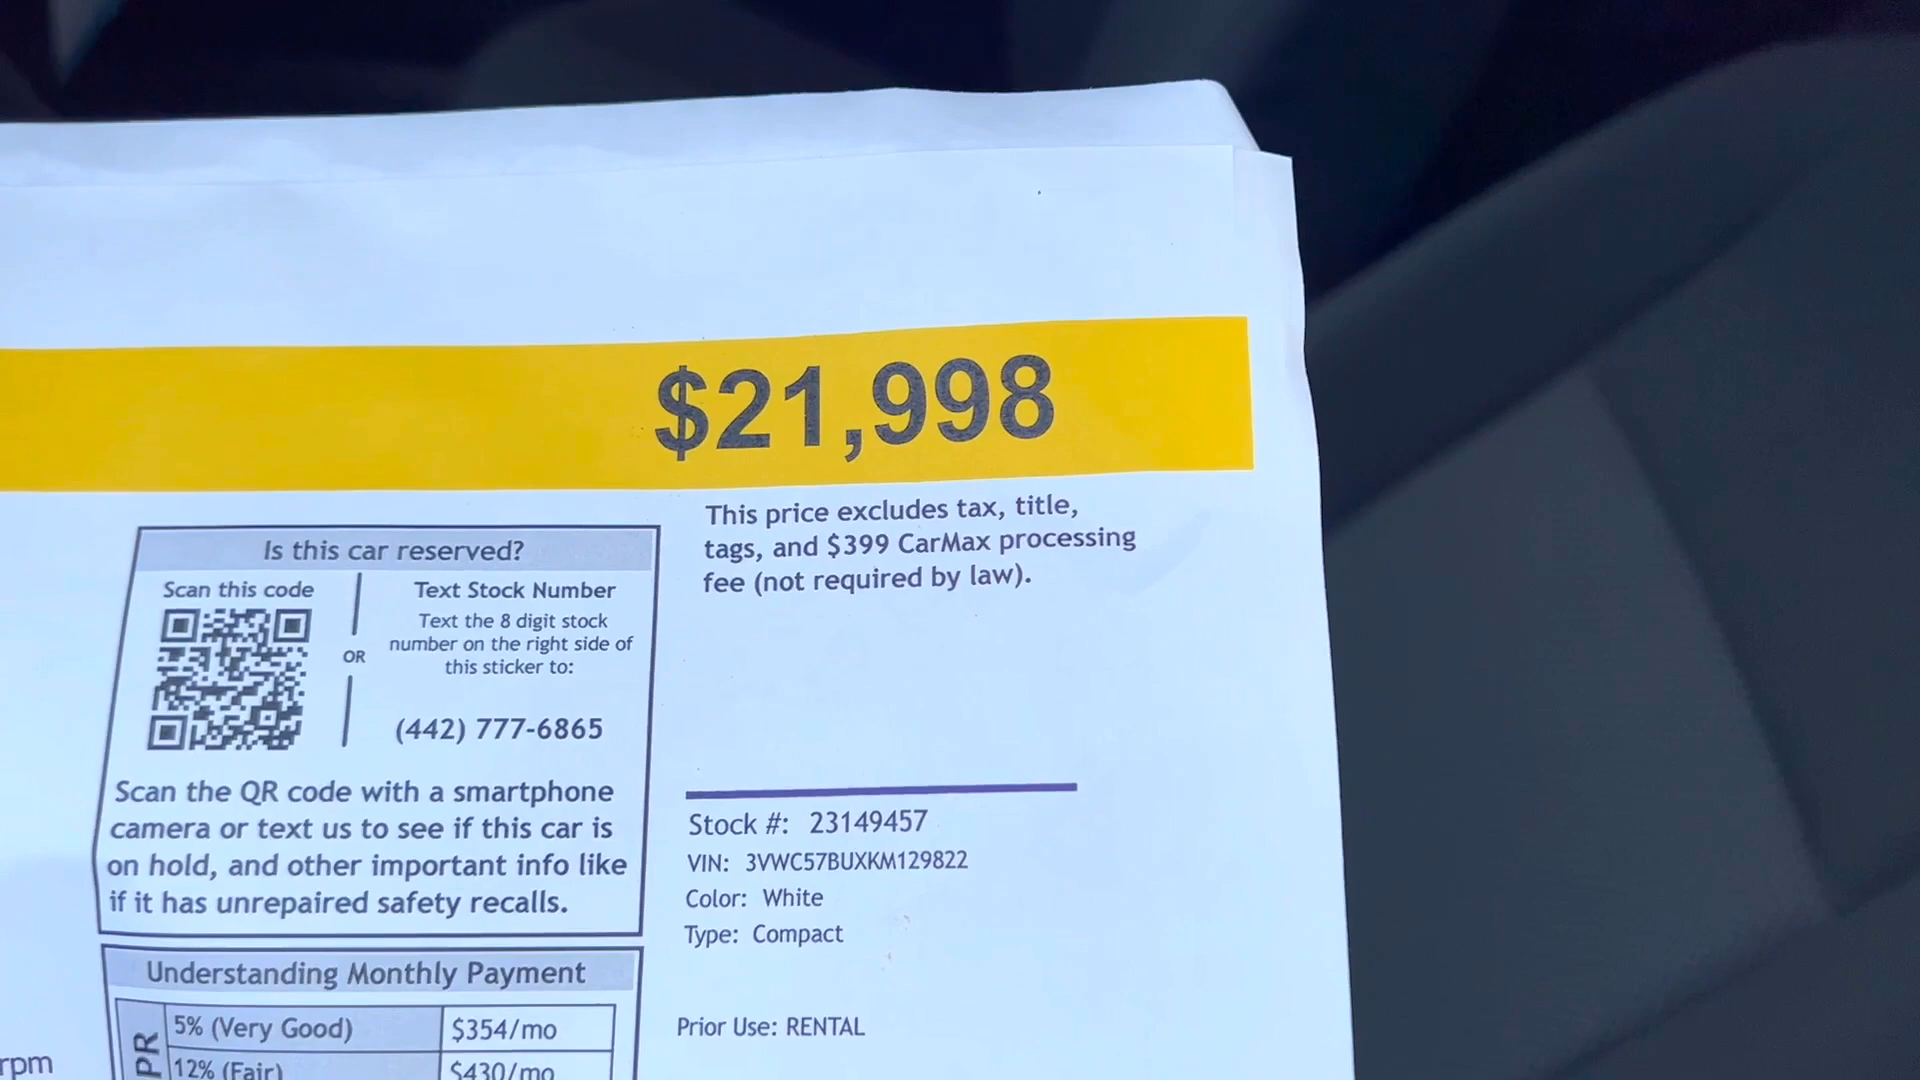 $21,998
This price excludes tax, title,
tags, and $399 CarMax processing
fee (not required by law).
Is this car reserved?
Scan this code
OR
Text Stock Number
Text the 8 digit stock
number on the right side of
this sticker to:
(442) 777-6865
Scan the QR code with a smartphone
camera or text us to see if this car is
on hold, and other important info like
if it has unrepaired safety recalls.
Stock #: 23149457
VIN: 3VWC57BUXKM129822
Color: White
Type: Compact
Prior Use: RENTAL
Understanding Monthly Payment
PR
5% (Very Good) $354/mo
12% (Fair) $430/mo
rpm